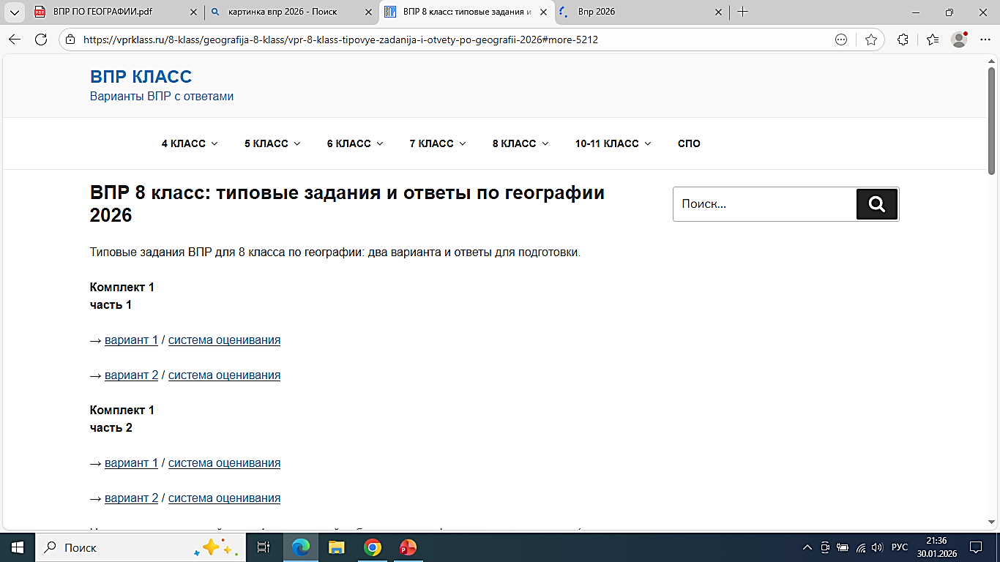 ВПР ПО ГЕОГРАФИИ.pdf
картинка впр 2026 - Поиск
ВПР 8 класс: типовые задания и
Впр 2026
https://vprklass.ru/8-klass/geografija-8-klass/vpr-8-klass-tipovye-zadanija-i-otvety-po-geografii-2026#more-5212
ВПР КЛАСС
Варианты ВПР с ответами
4 КЛАСС
5 КЛАСС
6 КЛАСС
7 КЛАСС
8 КЛАСС
10-11 КЛАСС
СПО
ВПР 8 класс: типовые задания и ответы по географии
2026
Поиск...
Типовые задания ВПР для 8 класса по географии: два варианта и ответы для подготовки.
Комплект 1
часть 1
→ вариант 1 / система оценивания
→ вариант 2 / система оценивания
Комплект 1
часть 2
→ вариант 1 / система оценивания
→ вариант 2 / система оценивания
Поиск
РУС
21:36
30.01.2026